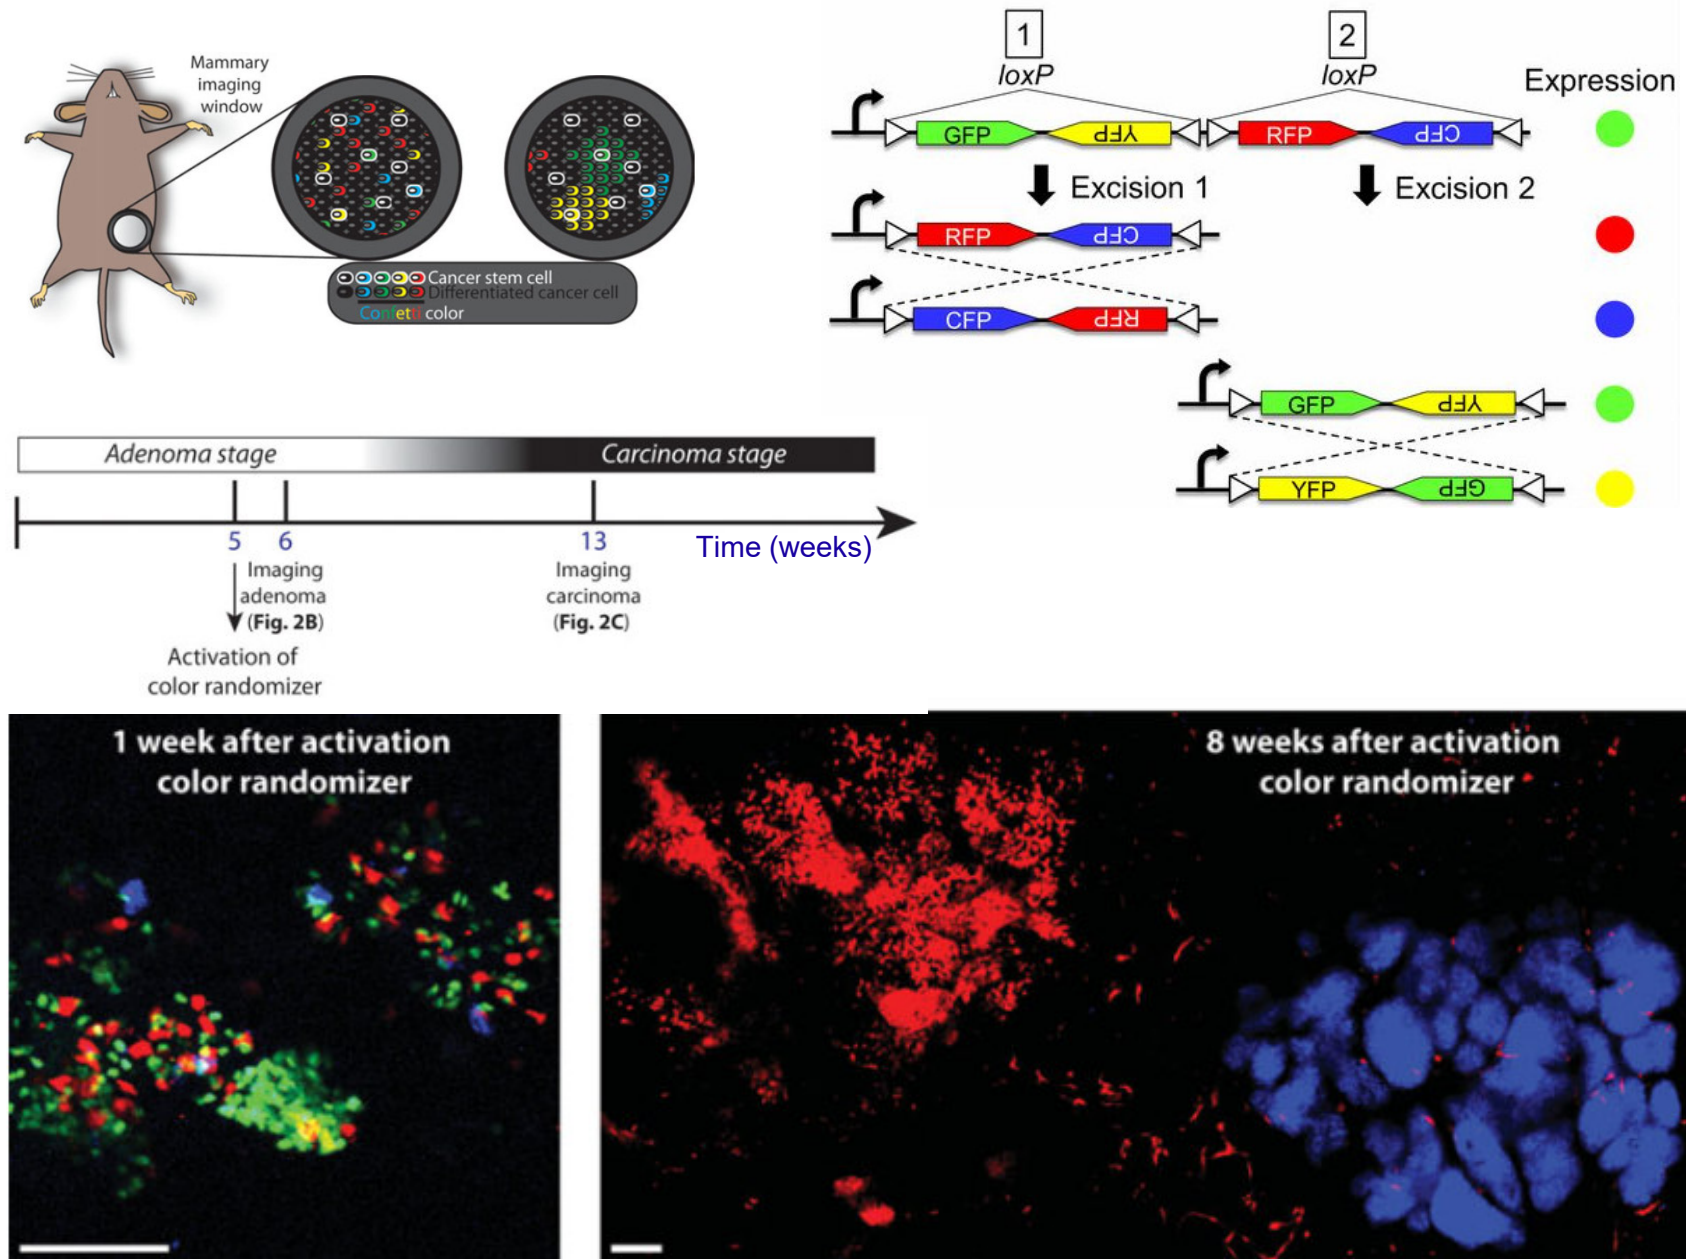 Mammary
imaging
window
Cancer stem cell
Differentiated cancer cell
Confetti color
1
loxP
2
loxP
Expression
GFP
YFP
RFP
CFP
Excision 1
Excision 2
RFP
CFP
CFP
RFP
GFP
YFP
YFP
GFP
Adenoma stage
Carcinoma stage
5
6
13
Time (weeks)
Imaging
adenoma
(Fig. 2B)
Imaging
carcinoma
(Fig. 2C)
Activation of
color randomizer
1 week after activation
color randomizer
8 weeks after activation
color randomizer